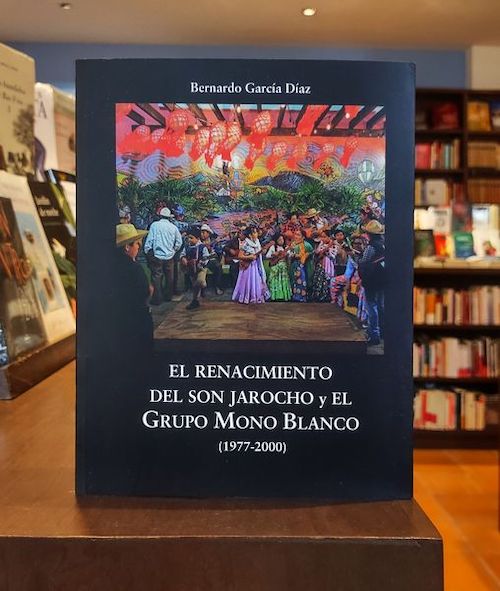 Bernardo García Díaz
EL RENACIMIENTO
DEL SON JAROCHO y EL
GRUPO MONO BLANCO
(1977-2000)